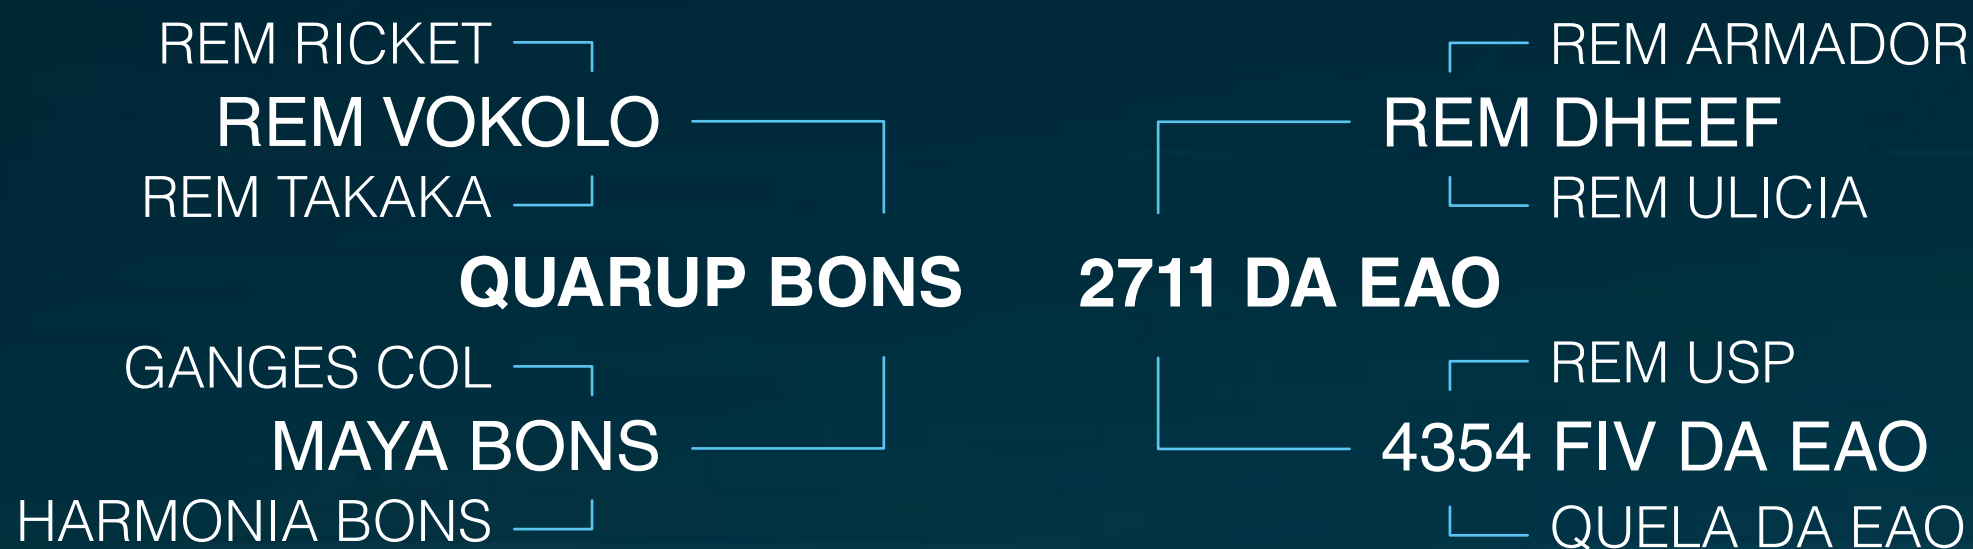 REM RICKET
REM VOKOLO
REM TAKAKA
QUARUP BONS
GANGES COL
MAYA BONS
HARMONIA BONS
REM ARMADOR
REM DHEEF
REM ULICIA
2711 DA EAO
REM USP
4354 FIV DA EAO
QUELA DA EAO